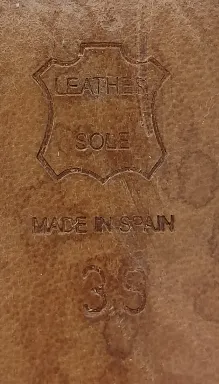 LEATHER
SOLE
MADE IN SPAIN
39